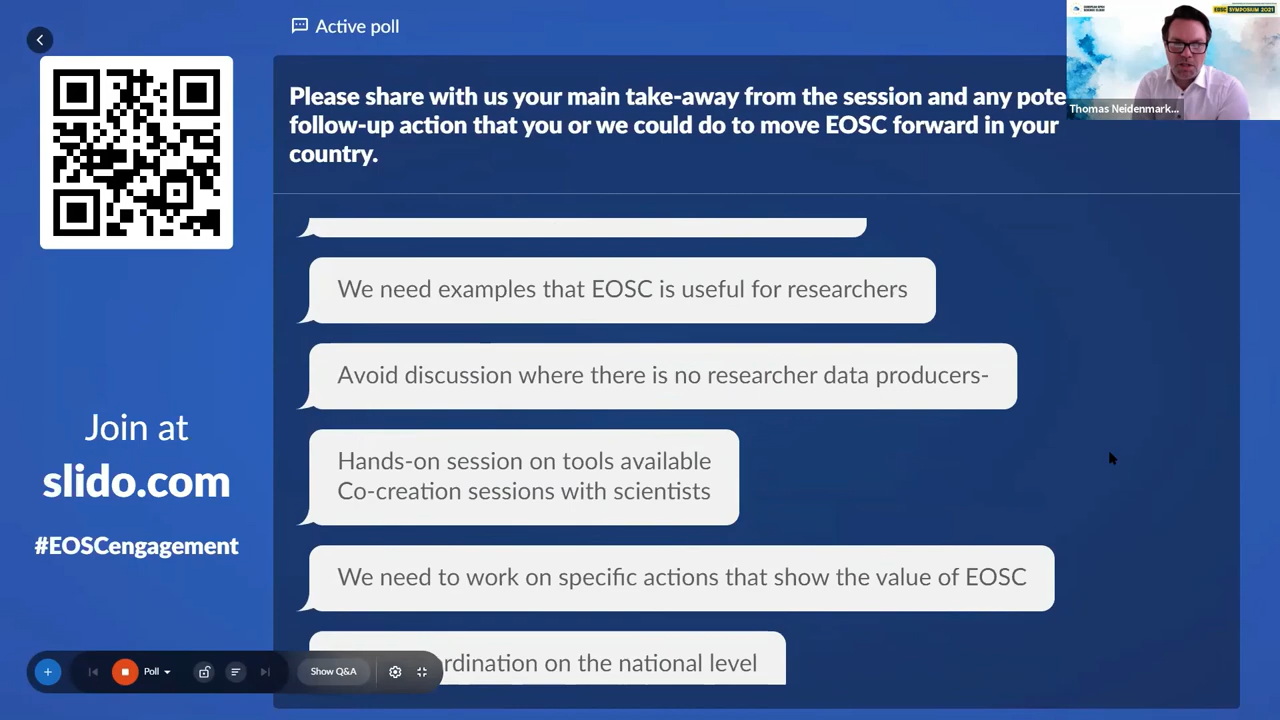 Active poll
Please share with us your main take-away from the session and any pote
follow-up action that you or we could do to move EOSC forward in your
country.
EOSC SYMPOSIUM 2021
Thomas Neidenmark...
We need examples that EOSC is useful for researchers
Avoid discussion where there is no researcher data producers-
Hands-on session on tools available
Co-creation sessions with scientists
We need to work on specific actions that show the value of EOSC
rdination on the national level
Join at
slido.com
#EOSCengagement
Poll
Show Q&A